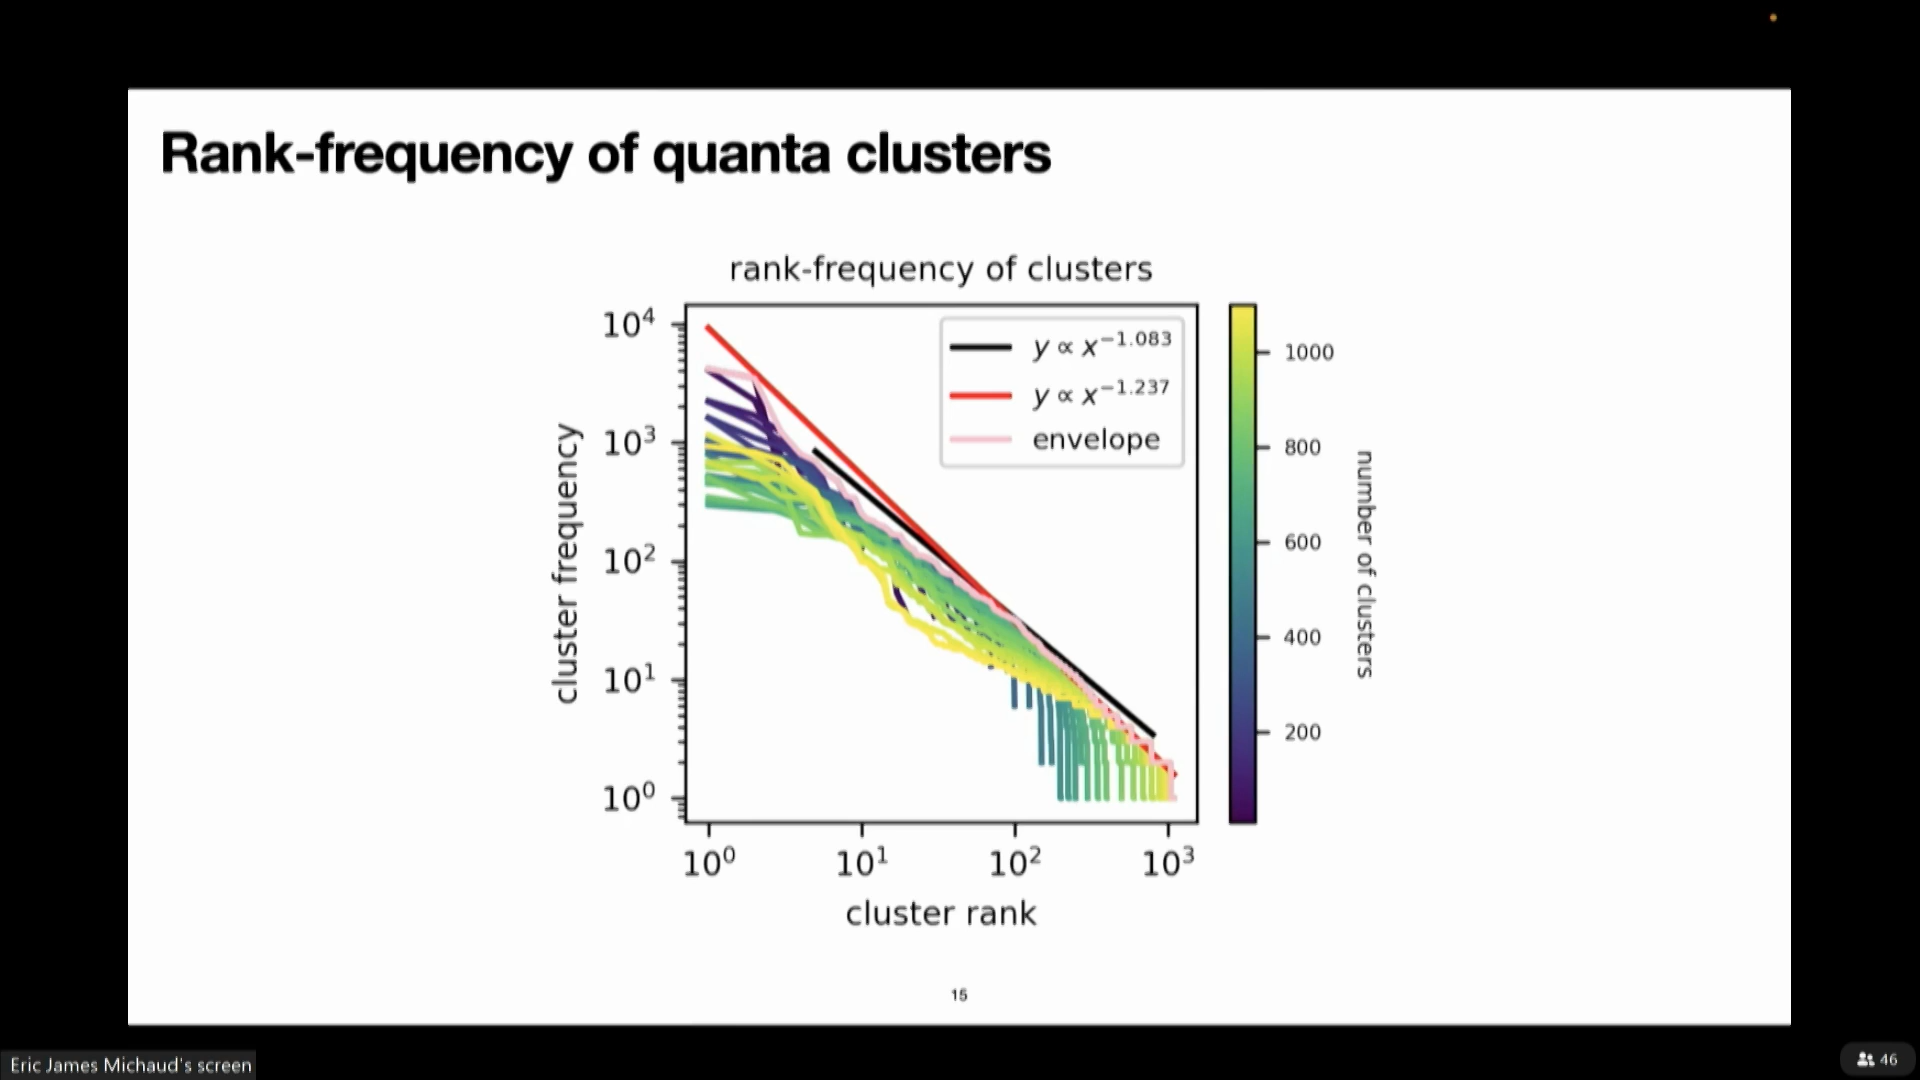 Rank-frequency of quanta clusters
rank-frequency of clusters
10⁴
10³
10²
10¹
10⁰
cluster frequency
y ∝ x⁻¹·⁰⁸³
y ∝ x⁻¹·²³⁷
envelope
10⁰ 10¹ 10² 10³
cluster rank
1000
800
600
400
200
number of clusters
15
Eric James Michaud's screen
46